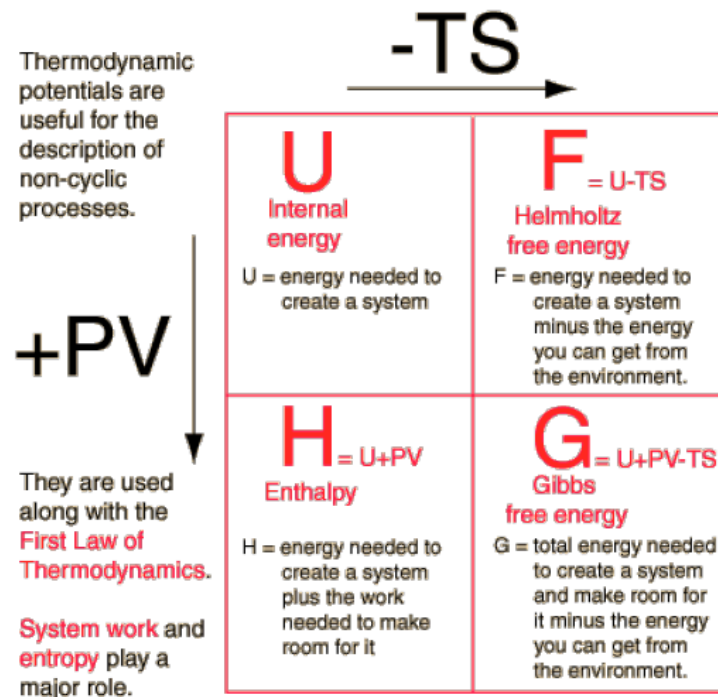 -TS
Thermodynamic
potentials are
useful for the
description of
non-cyclic
processes.
+PV
They are used
along with the
First Law of
Thermodynamics.
System work and
entropy play a
major role.
U
Internal
energy
U = energy needed to
create a system
F = U-TS
Helmholtz
free energy
F = energy needed to
create a system
minus the energy
you can get from
the environment.
H = U+PV
Enthalpy
H = energy needed to
create a system
plus the work
needed to make
room for it
G = U+PV-TS
Gibbs
free energy
G = total energy needed
to create a system
and make room for
it minus the energy
you can get from
the environment.